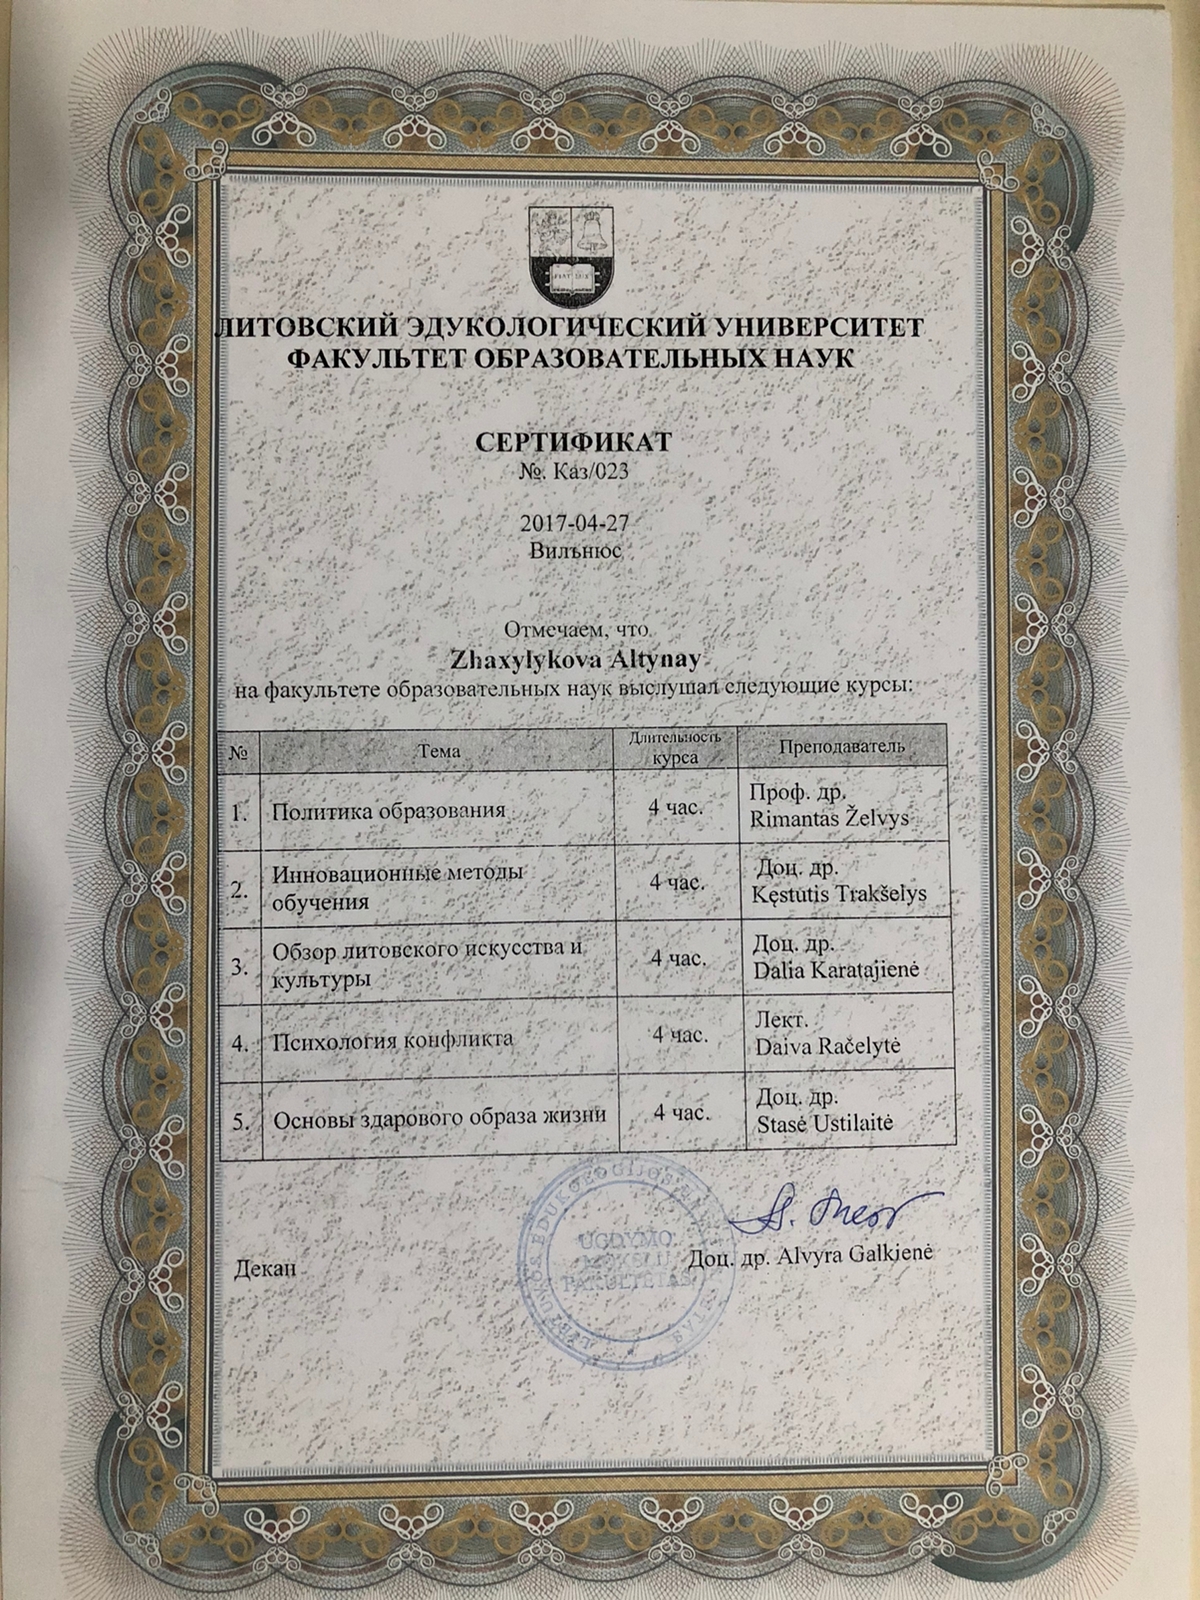 FIAT LUX
ЛИТОВСКИЙ ЭДУКОЛОГИЧЕСКИЙ УНИВЕРСИТЕТ
ФАКУЛЬТЕТ ОБРАЗОВАТЕЛЬНЫХ НАУК
СЕРТИФИКАТ
№. Каз/023
2017-04-27
Вильнюс
Отмечаем, что
Zhaxylykova Altynay
на факультете образовательных наук выслушал следующие курсы:
№ Тема Длительность курса Преподаватель
1. Политика образования 4 час. Проф. др. Rimantas Želvys
2. Инновационные методы обучения 4 час. Доц. др. Kęstutis Trakšelys
3. Обзор литовского искусства и культуры 4 час. Доц. др. Dalia Karatajienė
4. Психология конфликта 4 час. Лект. Daiva Račelytė
5. Основы здарового образа жизни 4 час. Доц. др. Stasė Ustilaitė
UGDYMO
MOKSLŲ
FAKULTETAS
Декан
Доц. др. Alvyra Galkienė